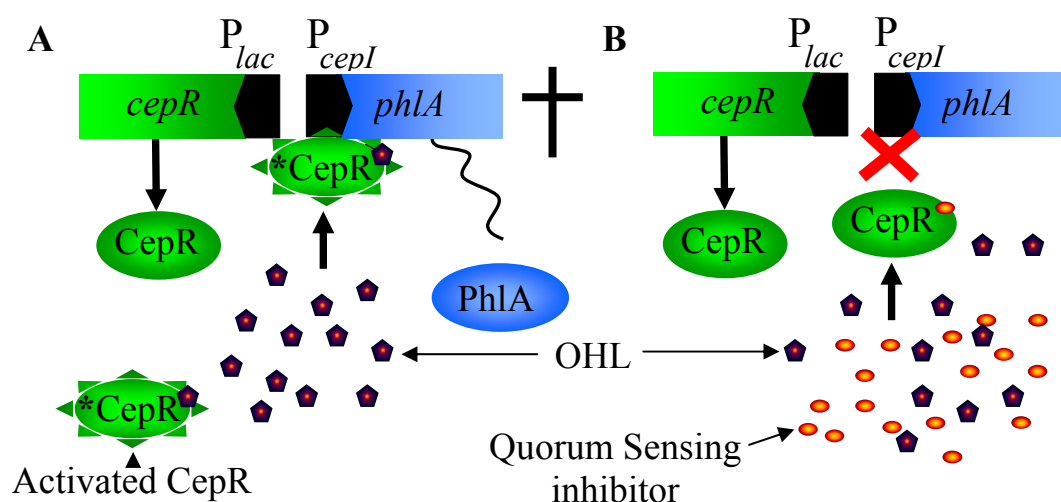 A
P lac
P cepI
cepR
phlA
*CepR
CepR
PhlA
*CepR
Activated CepR
OHL
B
P lac
P cepI
cepR
phlA
CepR
CepR
Quorum Sensing
inhibitor